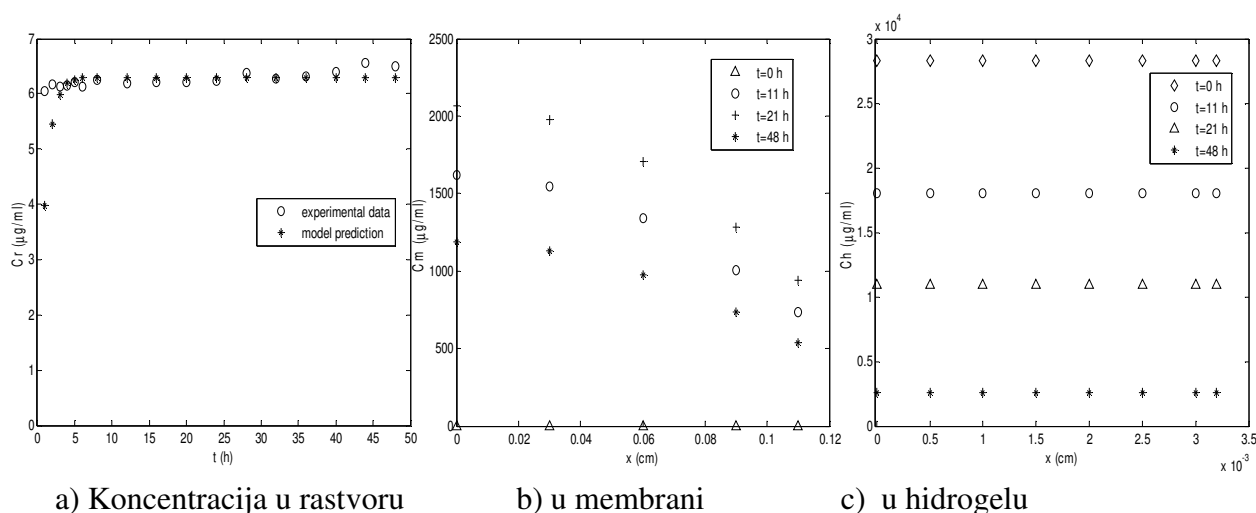 7
6
5
4
3
2
1
0
Cr (µg/ml)
experimental data
model prediction
0 5 10 15 20 25 30 35 40 45 50
t (h)
a) Koncentracija u rastvoru
2500
2000
1500
1000
500
0
Cm (µg/ml)
t=0 h
t=11 h
t=21 h
t=48 h
0 0.02 0.04 0.06 0.08 0.1 0.12
x (cm)
b) u membrani
x 10⁴
3
2.5
2
1.5
1
0.5
0
Ch (µg/ml)
t=0 h
t=11 h
t=21 h
t=48 h
0 0.5 1 1.5 2 2.5 3 3.5
x (cm)
x 10⁻³
c) u hidrogelu